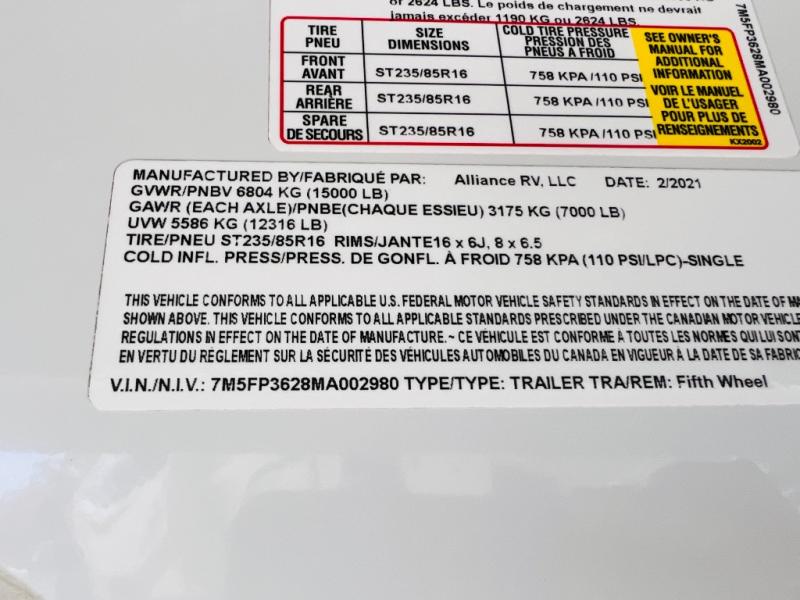 or 2624 LBS. Le poids de chargement ne devrait
jamais excéder 1190 KG ou 2624 LBS.
7M5FP3628MA002980
TIRE PNEU SIZE DIMENSIONS COLD TIRE PRESSURE PRESSION DES PNEUS A FROID
FRONT AVANT ST235/85R16 758 KPA /110 PSI
REAR ARRIÈRE ST235/85R16 758 KPA /110 PSI
SPARE DE SECOURS ST235/85R16 758 KPA /110 PSI
SEE OWNER'S
MANUAL FOR
ADDITIONAL
INFORMATION
VOIR LE MANUEL
DE L'USAGER
POUR PLUS DE
RENSEIGNEMENTS
KX2002
MANUFACTURED BY/FABRIQUÉ PAR: Alliance RV, LLC DATE: 2/2021
GVWR/PNBV 6804 KG (15000 LB)
GAWR (EACH AXLE)/PNBE(CHAQUE ESSIEU) 3175 KG (7000 LB)
UVW 5586 KG (12316 LB)
TIRE/PNEU ST235/85R16 RIMS/JANTE16 x 6J, 8 x 6.5
COLD INFL. PRESS/PRESS. DE GONFL. À FROID 758 KPA (110 PSI/LPC)-SINGLE
THIS VEHICLE CONFORMS TO ALL APPLICABLE U.S. FEDERAL MOTOR VEHICLE SAFETY STANDARDS IN EFFECT ON THE DATE OF
SHOWN ABOVE. THIS VEHICLE CONFORMS TO ALL APPLICABLE STANDARDS PRESCRIBED UNDER THE CANADIAN MOTOR VEHICLE
REGULATIONS IN EFFECT ON THE DATE OF MANUFACTURE.~ CE VÉHICULE EST CONFORME À TOUTES LES NORMES QUI LUI SONT
EN VERTU DU RÉGLEMENT SUR LA SÉCURITÉ DES VÉHICULES AUTOMOBILES DU CANADA EN VIGUEUR À LA DATE DE SA FABRIC
V.I.N./N.I.V.: 7M5FP3628MA002980 TYPE/TYPE: TRAILER TRA/REM: Fifth Wheel